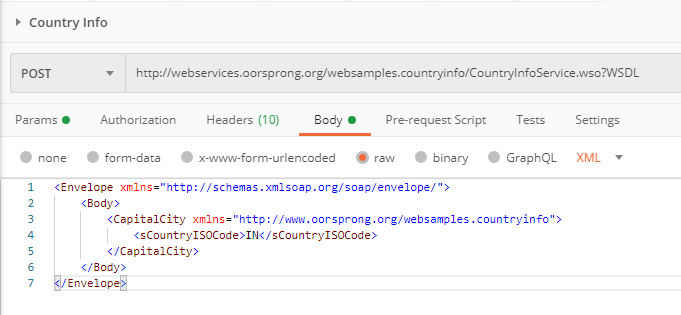 Country Info
POST http://webservices.oorsprong.org/websamples.countryinfo/CountryInfoService.wso?WSDL
Params Authorization Headers (10) Body Pre-request Script Tests Settings
none form-data x-www-form-urlencoded raw binary GraphQL XML
1 <Envelope xmlns="http://schemas.xmlsoap.org/soap/envelope/">
2 <Body>
3 <CapitalCity xmlns="http://www.oorsprong.org/websamples.countryinfo">
4 <sCountryISOCode>IN</sCountryISOCode>
5 </CapitalCity>
6 </Body>
7 </Envelope>